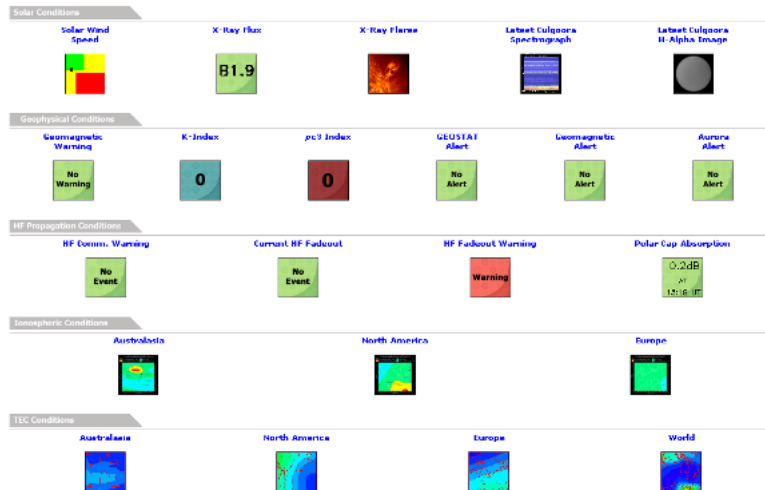 Solar Conditions
Solar Wind Speed
X-Ray Flux
X-Ray Flares
Latest Culgoora Spectrograph
Latest Culgoora H-Alpha Image
B1.9
Geophysical Conditions
Geomagnetic Warning
K-Index
pc3 Index
GEOSTAT Alert
Geomagnetic Alert
Aurora Alert
No Warning
0
0
No Alert
No Alert
No Alert
HF Propagation Conditions
HF Comm. Warning
Current HF Fadeout
HF Fadeout Warning
Polar Cap Absorption
No Event
No Event
Warning
0.2dB
AT
Ionospheric Conditions
Australasia
North America
Europe
TEC Conditions
Australasia
North America
Europe
World